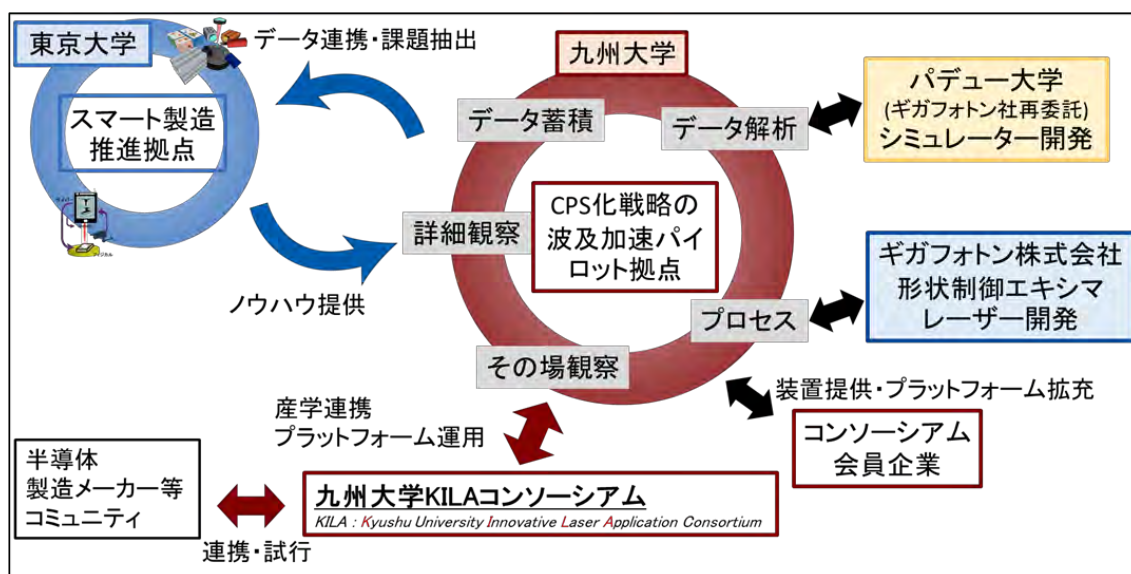 東京大学
スマート製造
推進拠点
データ連携・課題抽出
ノウハウ提供
九州大学
データ蓄積
データ解析
詳細観察
CPS化戦略の
波及加速パイ
ロット拠点
プロセス
その場観察
パデュー大学
(ギガフォトン社再委託)
シミュレーター開発
ギガフォトン株式会社
形状制御エキシマ
レーザー開発
装置提供・プラットフォーム拡充
コンソーシアム
会員企業
産学連携
プラットフォーム運用
九州大学KILAコンソーシアム
KILA : Kyushu University Innovative Laser Application Consortium
半導体
製造メーカー等
コミュニティ
連携・試行